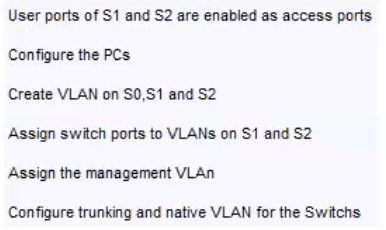 User ports of S1 and S2 are enabled as access ports
Configure the PCs
Create VLAN on S0,S1 and S2
Assign switch ports to VLANs on S1 and S2
Assign the management VLAn
Configure trunking and native VLAN for the Switchs